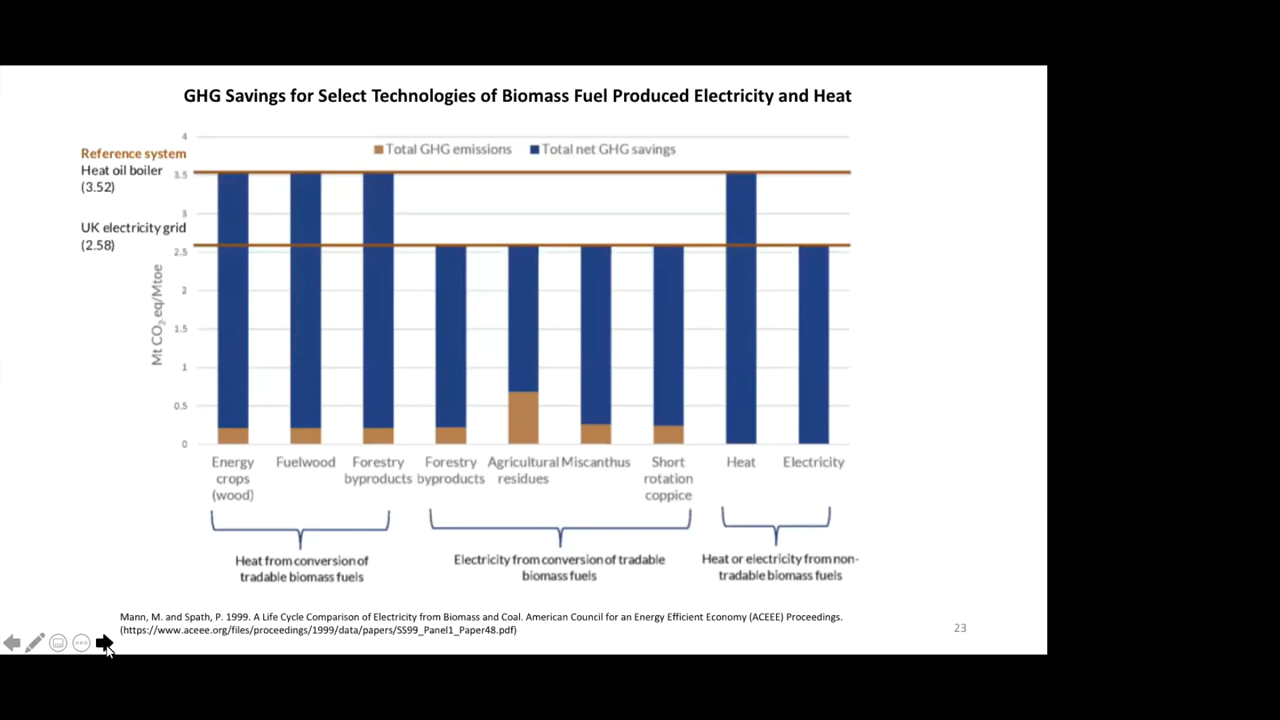 GHG Savings for Select Technologies of Biomass Fuel Produced Electricity and Heat
Reference system
Heat oil boiler
(3.52)
UK electricity grid
(2.58)
Mt CO₂ eq/Mtoe
4
3.5
3
2.5
2
1.5
1
0.5
0
Total GHG emissions
Total net GHG savings
Energy
crops
(wood)
Fuelwood
Forestry
byproducts
Forestry
byproducts
Agricultural
residues
Miscanthus
Short
rotation
coppice
Heat
Electricity
Heat from conversion of
tradable biomass fuels
Electricity from conversion of tradable
biomass fuels
Heat or electricity from non-
tradable biomass fuels
Mann, M. and Spath, P. 1999. A Life Cycle Comparison of Electricity from Biomass and Coal. American Council for an Energy Efficient Economy (ACEEE) Proceedings.
(https://www.aceee.org/files/proceedings/1999/data/papers/SS99_Panel1_Paper48.pdf)
23